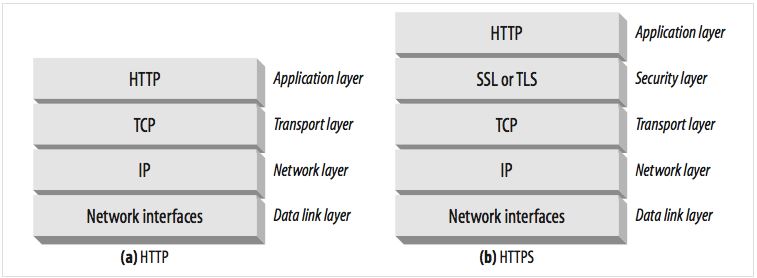 HTTP Application layer
TCP Transport layer
IP Network layer
Network interfaces Data link layer
(a) HTTP
HTTP Application layer
SSL or TLS Security layer
TCP Transport layer
IP Network layer
Network interfaces Data link layer
(b) HTTPS